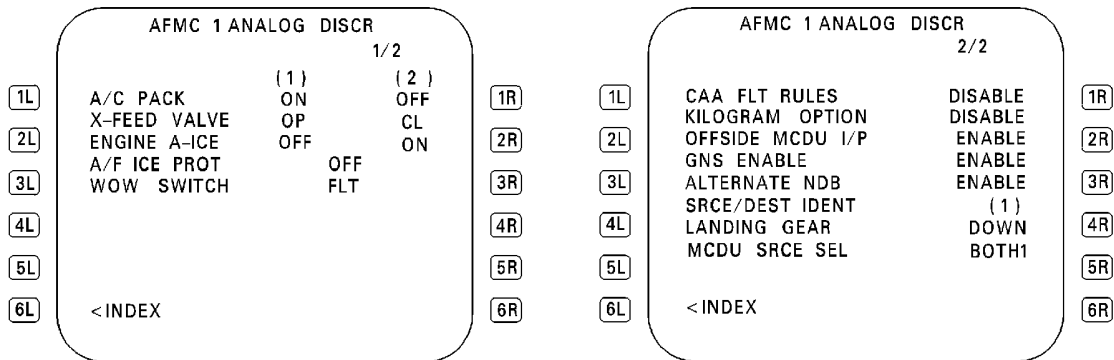 AFMC 1 ANALOG DISCR
1/2
(1) (2)
1L A/C PACK ON OFF 1R
X-FEED VALVE OP CL
2L ENGINE A-ICE OFF ON 2R
A/F ICE PROT OFF
3L WOW SWITCH FLT 3R
4L 4R
5L 5R
6L <INDEX 6R
AFMC 1 ANALOG DISCR
2/2
1L CAA FLT RULES DISABLE 1R
KILOGRAM OPTION DISABLE
2L OFFSIDE MCDU I/P ENABLE 2R
GNS ENABLE ENABLE
3L ALTERNATE NDB ENABLE 3R
SRCE/DEST IDENT (1)
4L LANDING GEAR DOWN 4R
MCDU SRCE SEL BOTH1
5L 5R
6L <INDEX 6R